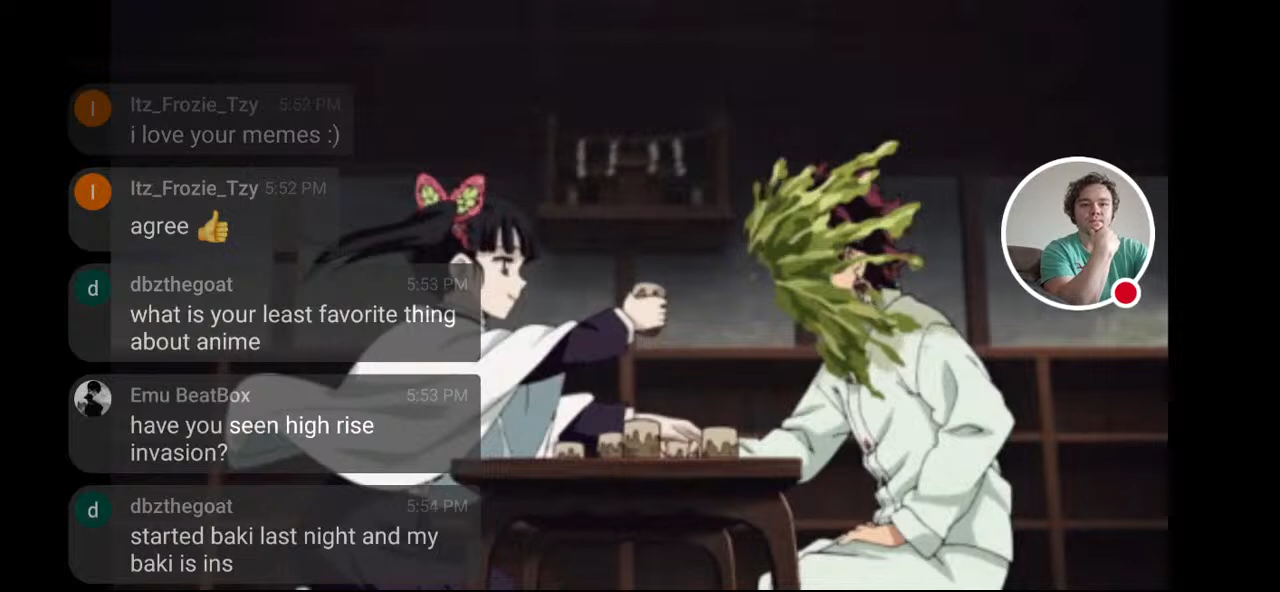 Itz_Frozie_Tzy 5:52 PM
i love your memes :)
Itz_Frozie_Tzy 5:52 PM
agree 👍
dbzthegoat 5:53 PM
what is your least favorite thing
about anime
Emu BeatBox 5:53 PM
have you seen high rise
invasion?
dbzthegoat 5:54 PM
started baki last night and my
baki is ins